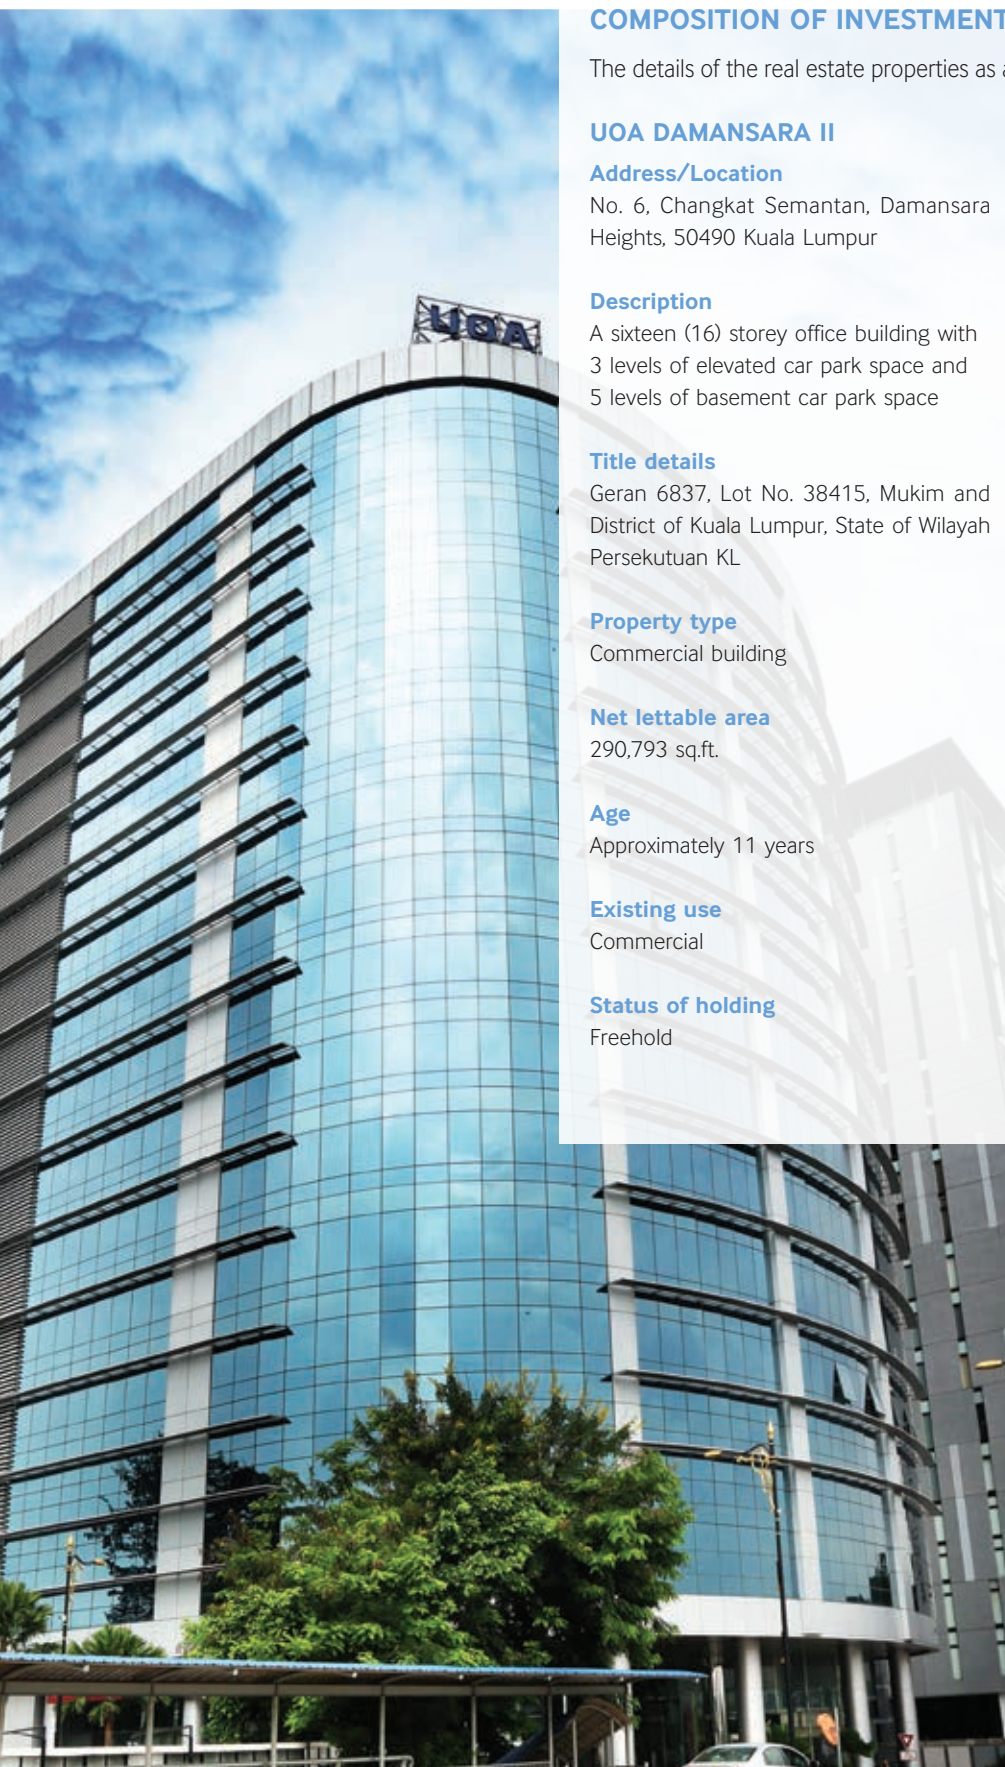 COMPOSITION OF INVESTMENT
The details of the real estate properties as
UOA DAMANSARA II
Address/Location
No. 6, Changkat Semantan, Damansara
Heights, 50490 Kuala Lumpur
Description
A sixteen (16) storey office building with
3 levels of elevated car park space and
5 levels of basement car park space
Title details
Geran 6837, Lot No. 38415, Mukim and
District of Kuala Lumpur, State of Wilayah
Persekutuan KL
Property type
Commercial building
Net lettable area
290,793 sq.ft.
Age
Approximately 11 years
Existing use
Commercial
Status of holding
Freehold
UOA